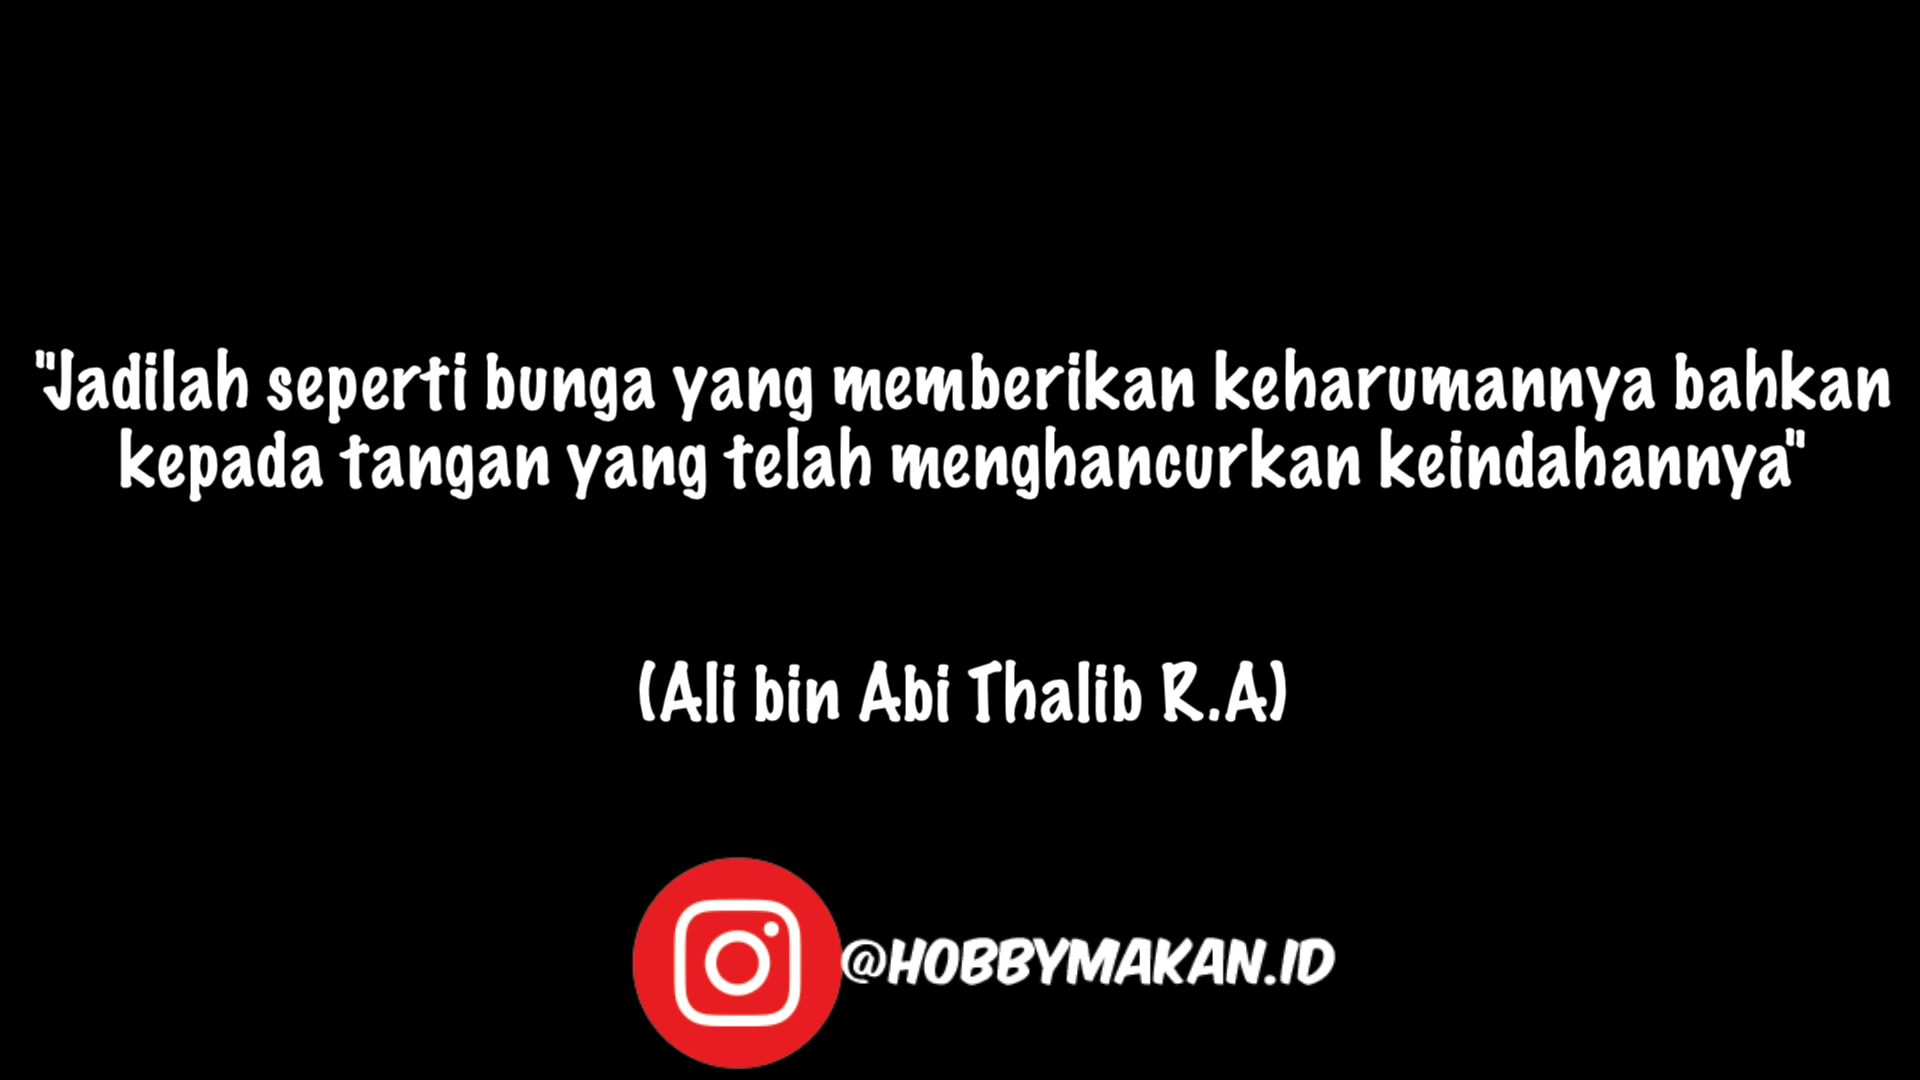 "Jadilah seperti bunga yang memberikan keharumannya bahkan
kepada tangan yang telah menghancurkan keindahannya"
(Ali bin Abi Thalib R.A)
@HOBBYMAKAN.ID